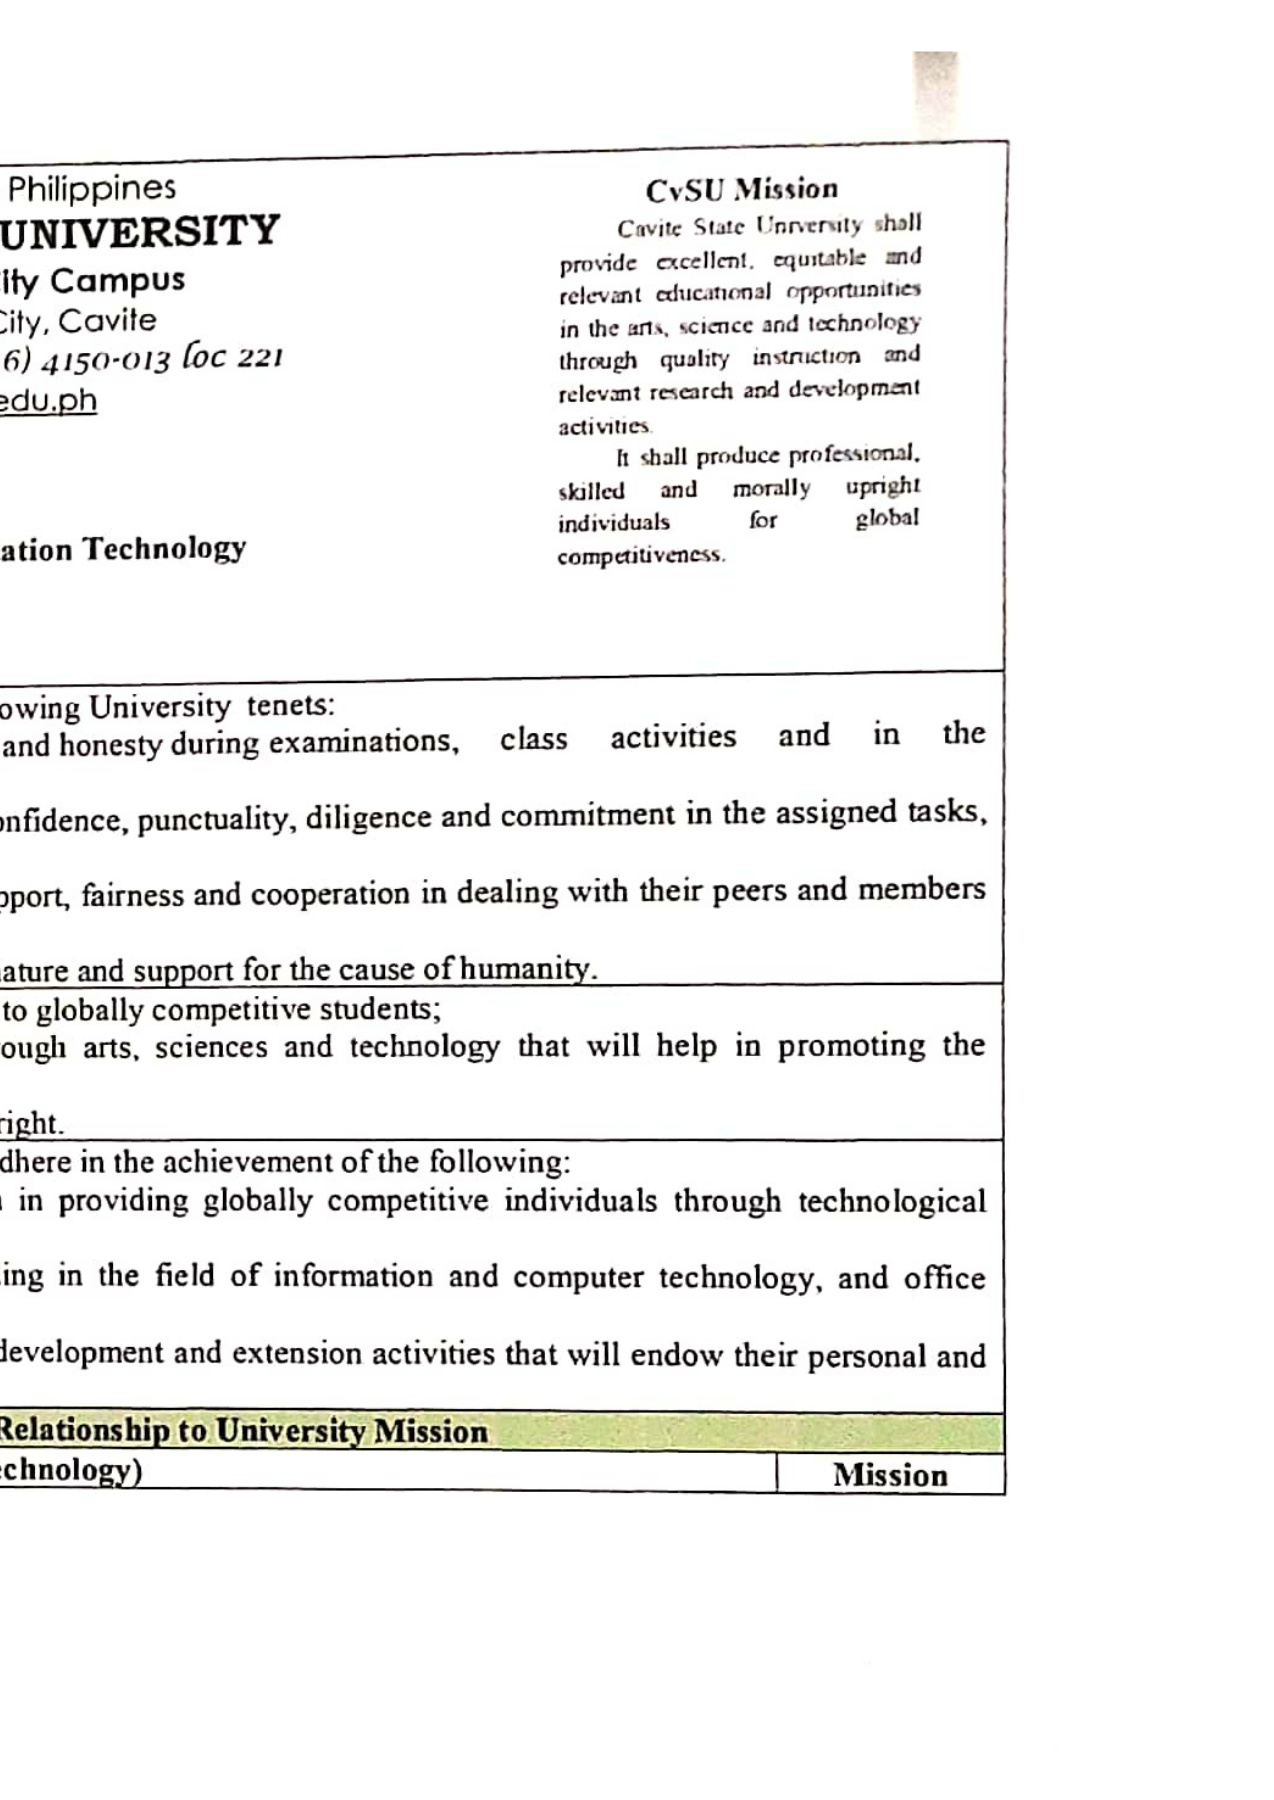 Philippines
UNIVERSITY
ity Campus
City, Cavite
6) 4150-013 loc 221
edu.ph
ation Technology
CvSU Mission
Cavite State University shall
provide excellent, equitable and
relevant educational opportunities
in the arts, science and technology
through quality instruction and
relevant research and development
activities.
It shall produce professional,
skilled and morally upright
individuals for global
competitiveness.
owing University tenets:
and honesty during examinations, class activities and in the
onfidence, punctuality, diligence and commitment in the assigned tasks,
pport, fairness and cooperation in dealing with their peers and members
ature and support for the cause of humanity.
to globally competitive students;
ough arts, sciences and technology that will help in promoting the
right.
dhere in the achievement of the following:
in providing globally competitive individuals through technological
ing in the field of information and computer technology, and office
development and extension activities that will endow their personal and
Relationship to University Mission
echnology)
Mission